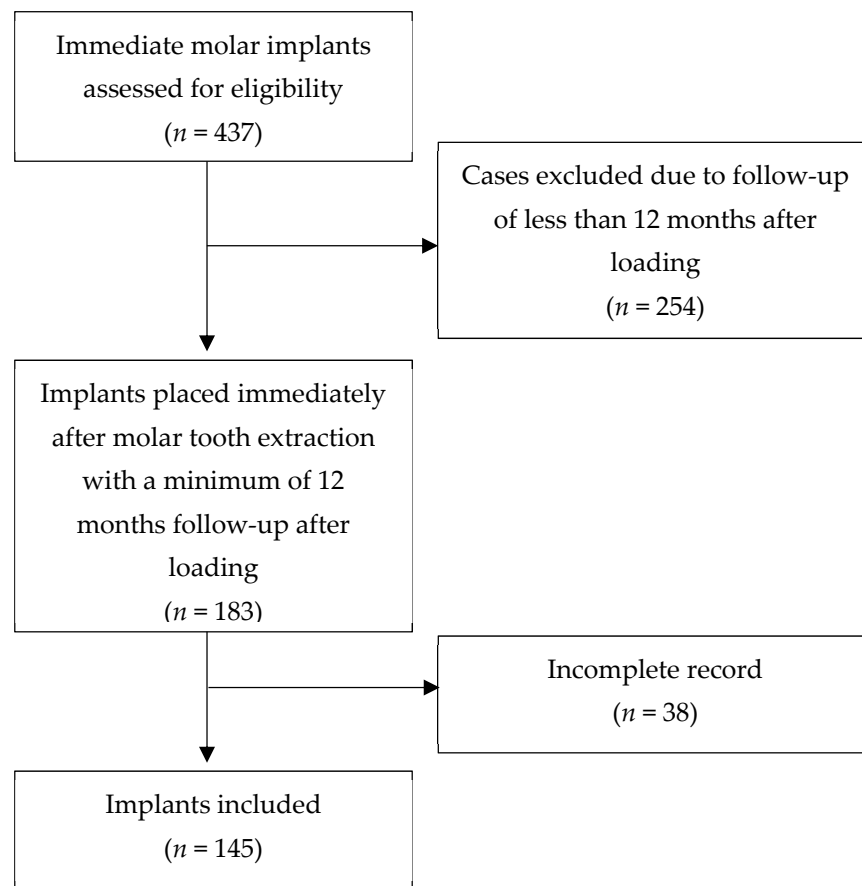 Immediate molar implants
assessed for eligibility
(n = 437)
Cases excluded due to follow-up
of less than 12 months after
loading
(n = 254)
Implants placed immediately
after molar tooth extraction
with a minimum of 12
months follow-up after
loading
(n = 183)
Incomplete record
(n = 38)
Implants included
(n = 145)